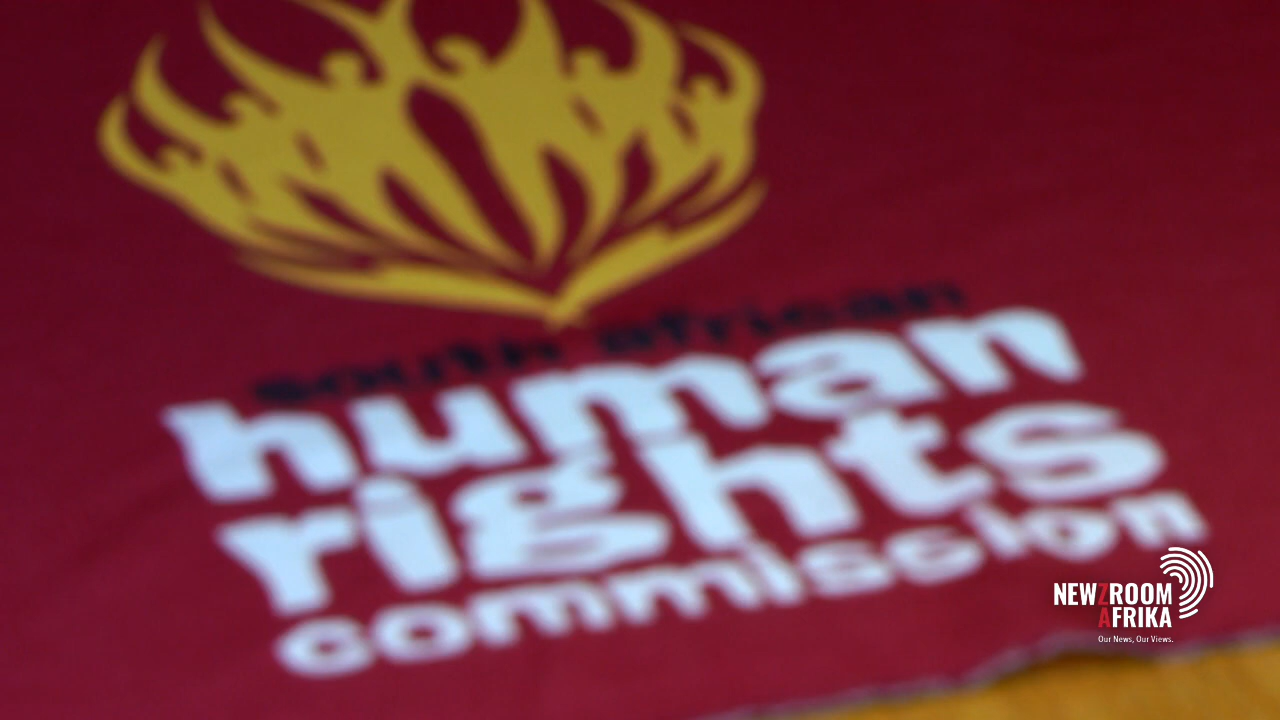 south african
human
rights
commission
NEWZROOM
AFRIKA
Our News, Our Views.